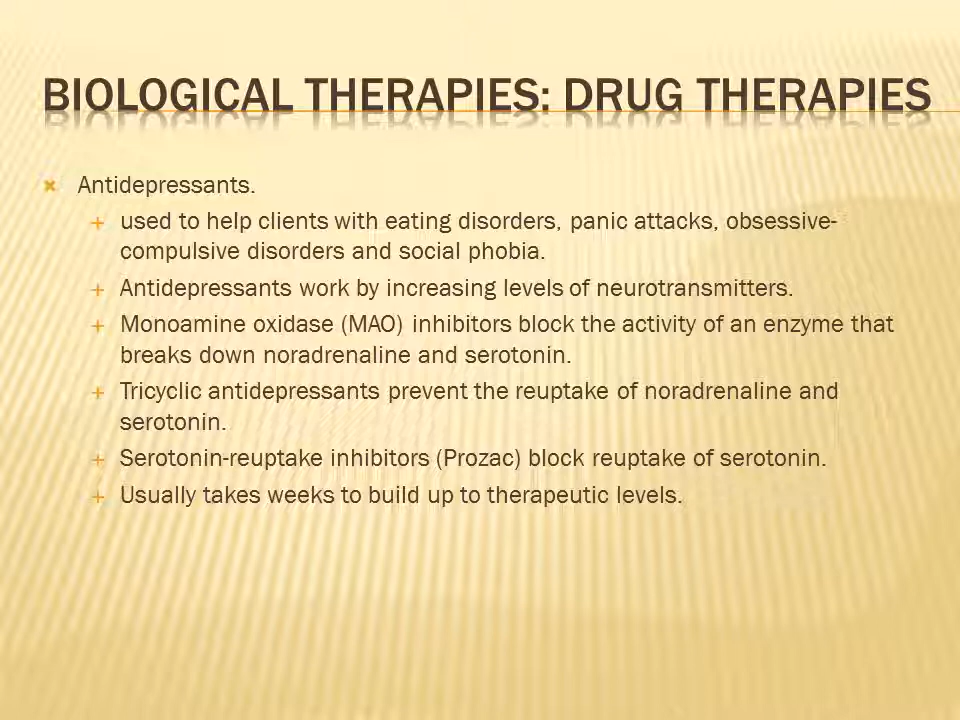 BIOLOGICAL THERAPIES: DRUG THERAPIES
Antidepressants.
used to help clients with eating disorders, panic attacks, obsessive-
compulsive disorders and social phobia.
Antidepressants work by increasing levels of neurotransmitters.
Monoamine oxidase (MAO) inhibitors block the activity of an enzyme that
breaks down noradrenaline and serotonin.
Tricyclic antidepressants prevent the reuptake of noradrenaline and
serotonin.
Serotonin-reuptake inhibitors (Prozac) block reuptake of serotonin.
Usually takes weeks to build up to therapeutic levels.